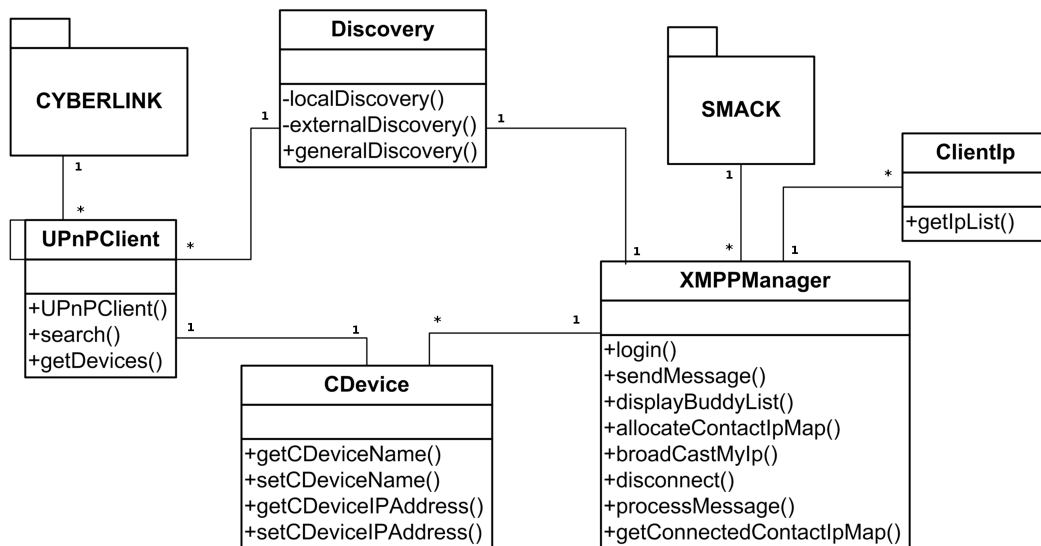 Discovery
-localDiscovery()
-externalDiscovery()
+generalDiscovery()
CYBERLINK
SMACK
ClientIp
+getIpList()
1
*
1
*
1
1
1
*
*
1
UPnPClient
+UPnPClient()
+search()
+getDevices()
1
1
*
1
CDevice
+getCDeviceName()
+setCDeviceName()
+getCDeviceIPAddress()
+setCDeviceIPAddress()
XMPPManager
+login()
+sendMessage()
+displayBuddyList()
+allocateContactIpMap()
+broadCastMyIp()
+disconnect()
+processMessage()
+getConnectedContactIpMap()